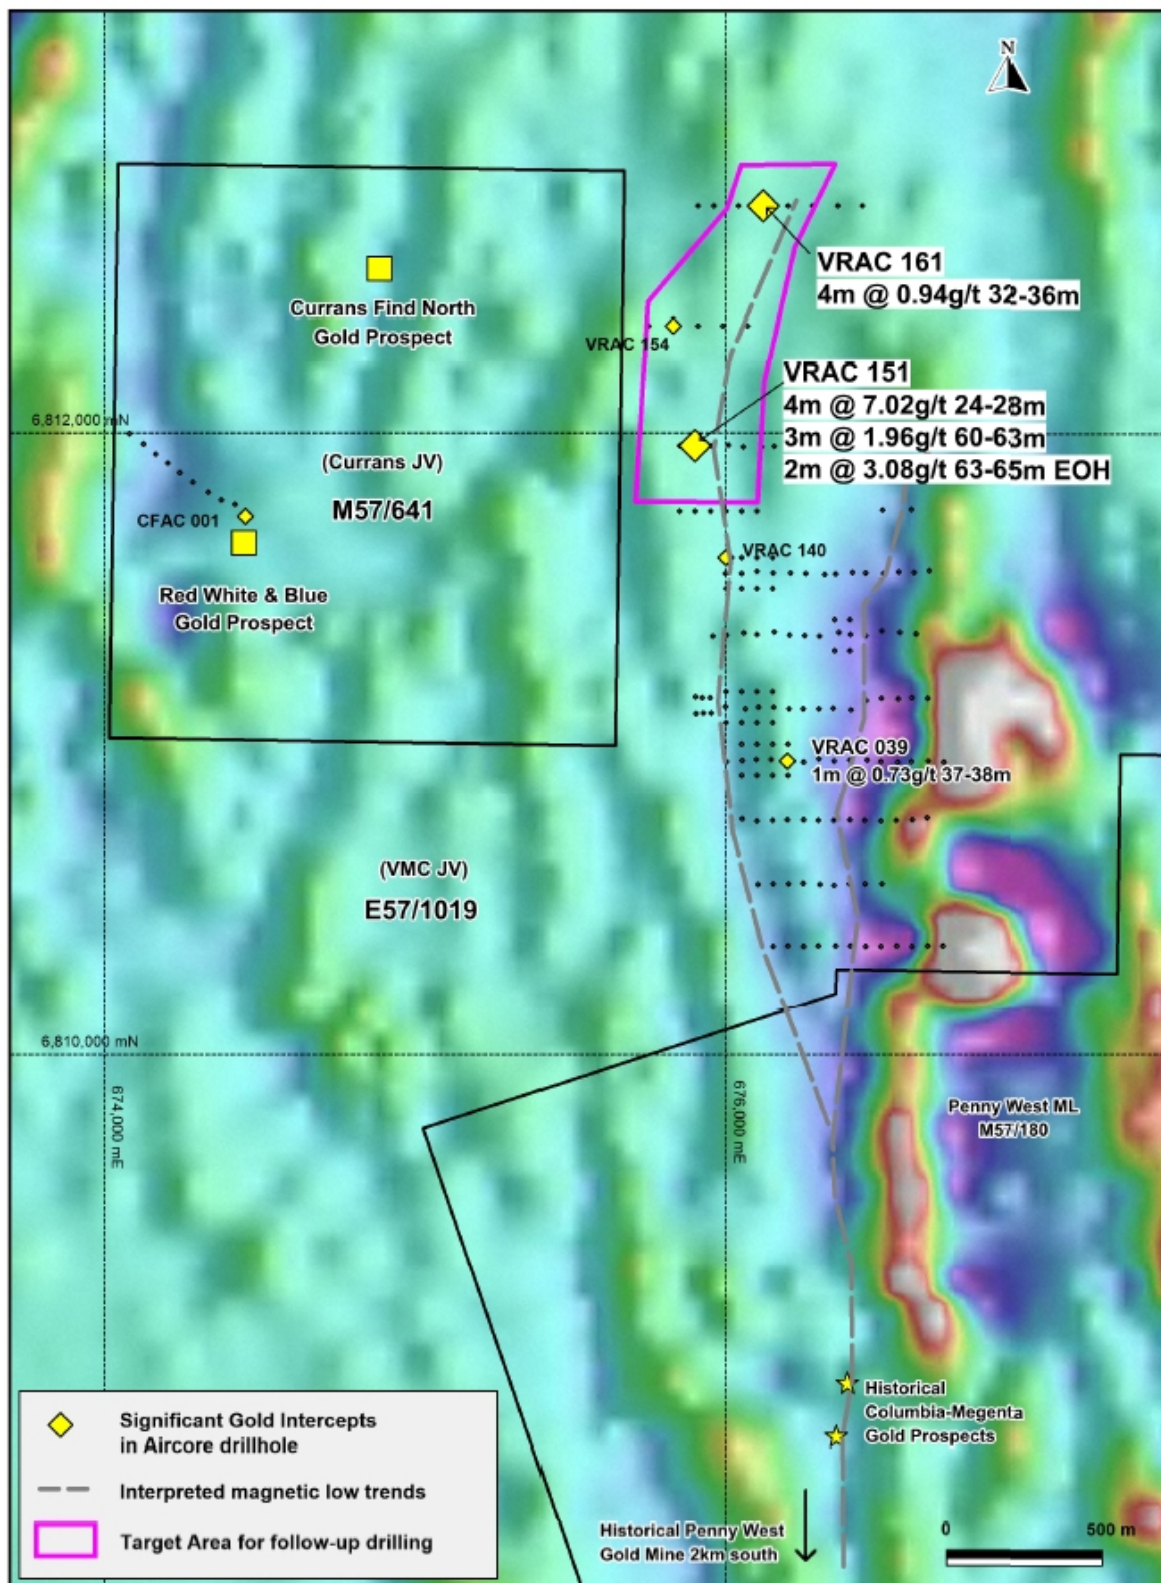 N
VRAC 161
4m @ 0.94g/t 32-36m
Currans Find North
Gold Prospect
VRAC 154
VRAC 151
4m @ 7.02g/t 24-28m
3m @ 1.96g/t 60-63m
2m @ 3.08g/t 63-65m EOH
6,812,000 mN
(Currans JV)
M57/641
CFAC 001
VRAC 140
Red White & Blue
Gold Prospect
VRAC 039
1m @ 0.73g/t 37-38m
(VMC JV)
E57/1019
6,810,000 mN
674,000 mE
676,000 mE
Penny West ML
M57/180
Historical
Columbia-Megenta
Gold Prospects
Significant Gold Intercepts
in Aircore drillhole
Interpreted magnetic low trends
Target Area for follow-up drilling
Historical Penny West
Gold Mine 2km south
0 500 m